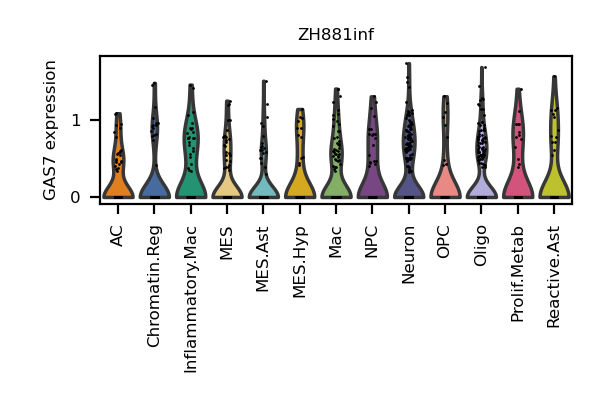 ZH881inf
GAS7 expression
1
0
AC
Chromatin.Reg
Inflammatory.Mac
MES
MES.Ast
MES.Hyp
Mac
NPC
Neuron
OPC
Oligo
Prolif.Metab
Reactive.Ast